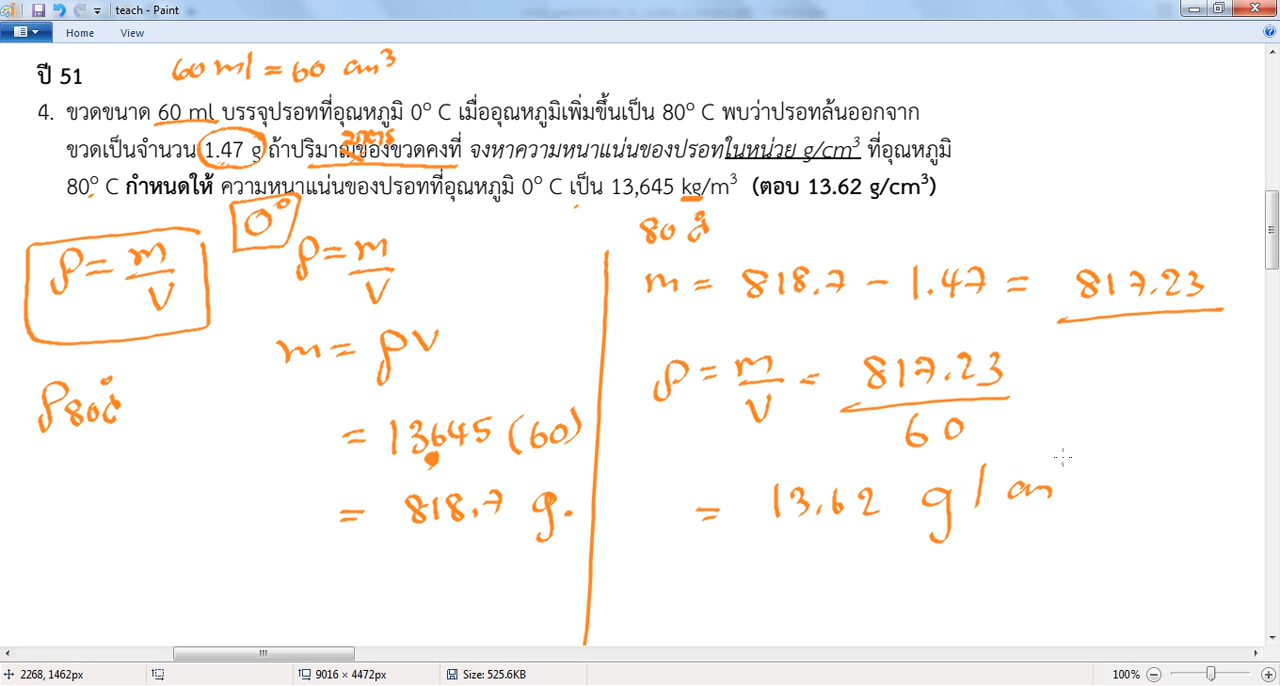 teach - Paint
Home View
ปี 51
60 ml = 60 cm³
4. ขวดขนาด 60 ml บรรจุปรอทที่อุณหภูมิ 0° C เมื่ออุณหภูมิเพิ่มขึ้นเป็น 80° C พบว่าปรอทล้นออกจาก
ขวดเป็นจำนวน 1.47 g ถ้าปริมาณของขวดคงที่ จงหาความหนาแน่นของปรอทในหน่วย g/cm³ ที่อุณหภูมิ
80° C กำหนดให้ ความหนาแน่นของปรอทที่อุณหภูมิ 0° C เป็น 13,645 kg/m³ (ตอบ 13.62 g/cm³)
ρ = m/V
0°
ρ = m/V
m = ρV
ρ80c°
= 13.645 (60)
= 818.7 g.
80 c°
m = 818.7 - 1.47 = 817.23
ρ = m/V = 817.23/60
= 13.62 g/cm
2268, 1462px 9016 × 4472px Size: 525.6KB 100%